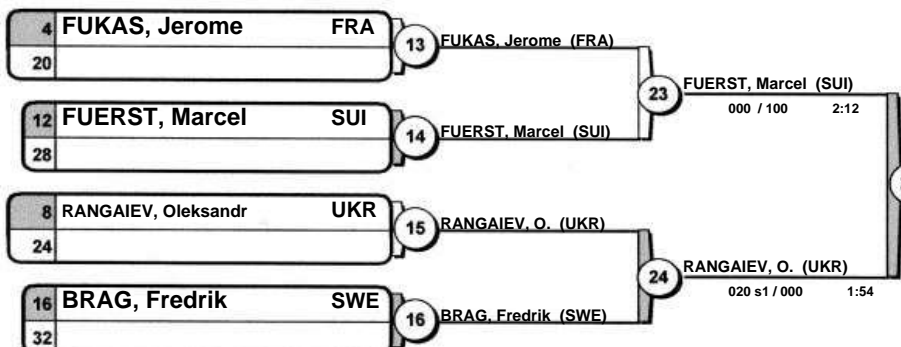 4 FUKAS, Jerome FRA
20
13 FUKAS, Jerome (FRA)
23 FUERST, Marcel (SUI)
000 / 100 2:12
12 FUERST, Marcel SUI
28
14 FUERST, Marcel (SUI)
8 RANGAIEV, Oleksandr UKR
24
15 RANGAIEV, O. (UKR)
24 RANGAIEV, O. (UKR)
020 s1 / 000 1:54
16 BRAG, Fredrik SWE
32
16 BRAG, Fredrik (SWE)